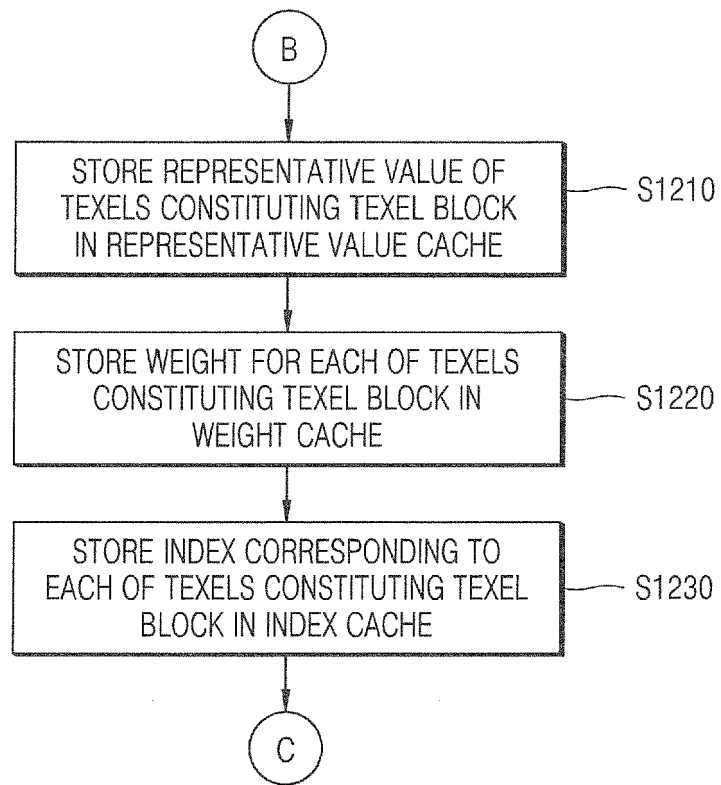 B
STORE REPRESENTATIVE VALUE OF
TEXELS CONSTITUTING TEXEL BLOCK
IN REPRESENTATIVE VALUE CACHE
S1210
STORE WEIGHT FOR EACH OF TEXELS
CONSTITUTING TEXEL BLOCK IN
WEIGHT CACHE
S1220
STORE INDEX CORRESPONDING TO
EACH OF TEXELS CONSTITUTING TEXEL
BLOCK IN INDEX CACHE
S1230
C